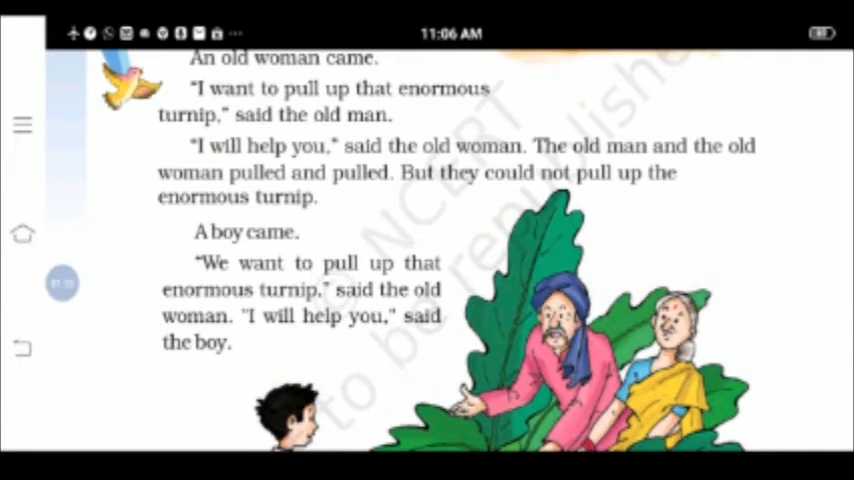 11:06 AM
An old woman came.
"I want to pull up that enormous
turnip," said the old man.
"I will help you," said the old woman. The old man and the old
woman pulled and pulled. But they could not pull up the
enormous turnip.
A boy came.
"We want to pull up that
enormous turnip," said the old
woman. "I will help you," said
the boy.
© NCERT
to be republishe